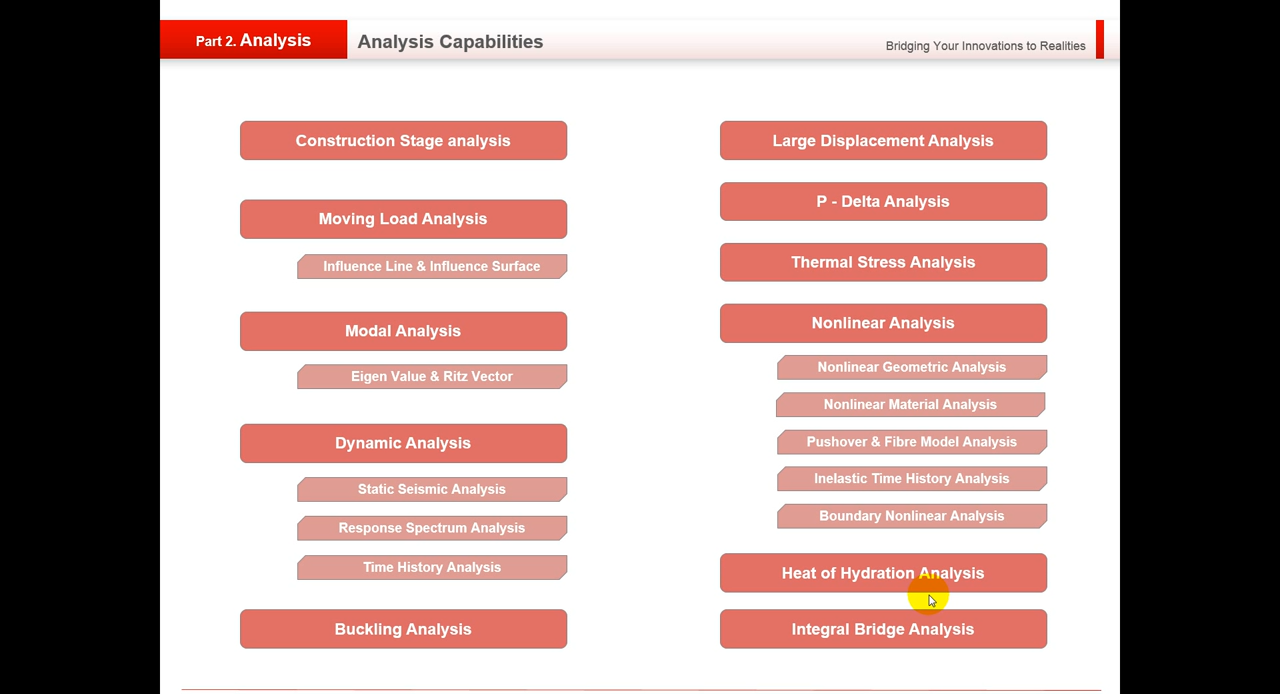 Part 2. Analysis
Analysis Capabilities
Bridging Your Innovations to Realities
Construction Stage analysis
Moving Load Analysis
Influence Line & Influence Surface
Modal Analysis
Eigen Value & Ritz Vector
Dynamic Analysis
Static Seismic Analysis
Response Spectrum Analysis
Time History Analysis
Buckling Analysis
Large Displacement Analysis
P - Delta Analysis
Thermal Stress Analysis
Nonlinear Analysis
Nonlinear Geometric Analysis
Nonlinear Material Analysis
Pushover & Fibre Model Analysis
Inelastic Time History Analysis
Boundary Nonlinear Analysis
Heat of Hydration Analysis
Integral Bridge Analysis